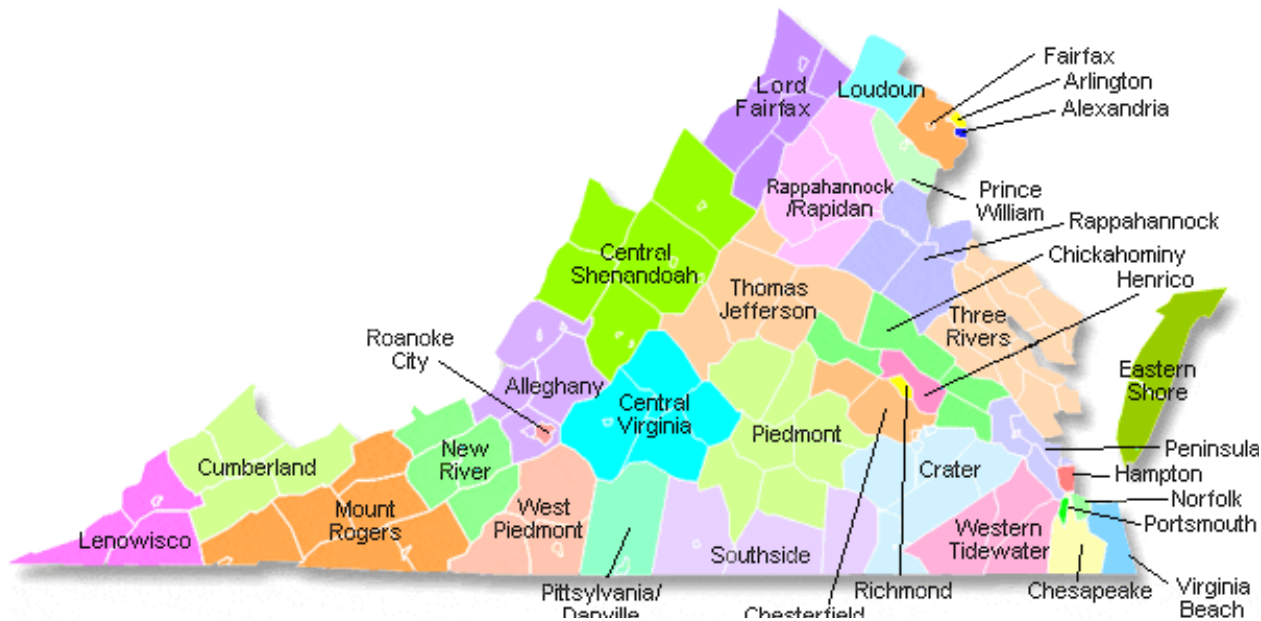 Fairfax
Arlington
Alexandria
Lord
Fairfax
Loudoun
Rappahannock
/Rapidan
Prince
William
Rappahannock
Chickahominy
Henrico
Central
Shenandoah
Thomas
Jefferson
Three
Rivers
Roanoke
City
Alleghany
Eastern
Shore
Central
Virginia
Piedmont
Peninsula
Cumberland
New
River
Crater
Hampton
Norfolk
Portsmouth
Mount
Rogers
West
Piedmont
Western
Tidewater
Lenowisco
Southside
Pittsylvania/
Danville
Chesterfield
Richmond
Chesapeake
Virginia
Beach